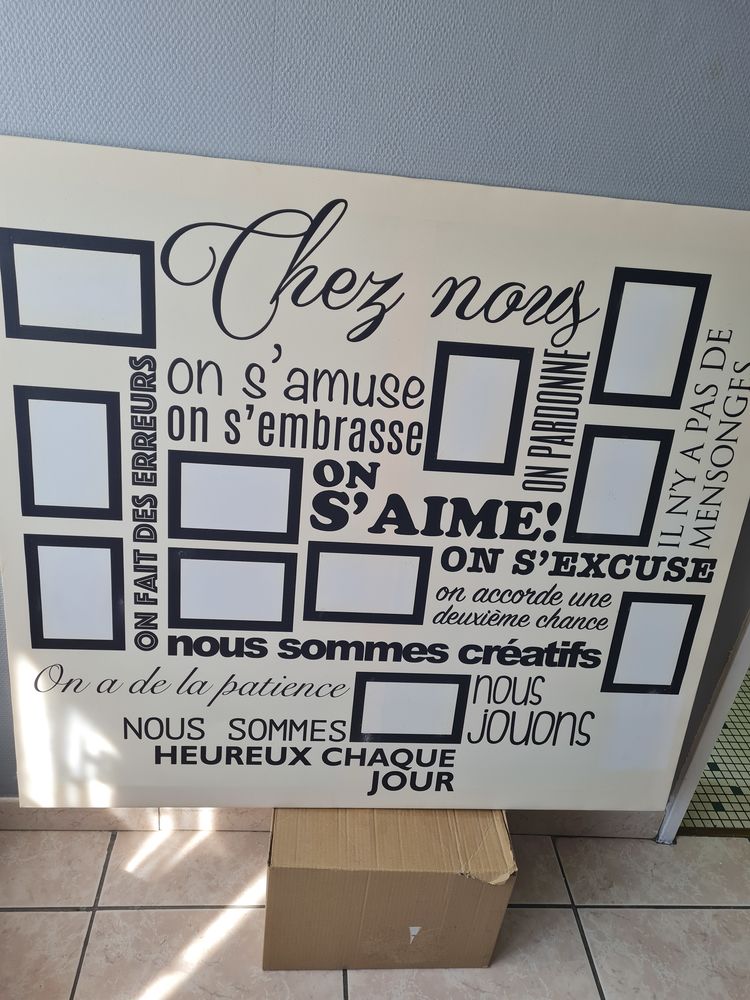 Chez nous
on s'amuse
on s'embrasse
ON PARDONNE
IL N'Y A PAS DE
MENSONGES
ON FAIT DES ERREURS
ON
S'AIME!
ON S'EXCUSE
on accorde une
deuxième chance
nous sommes créatifs
On a de la patience
nous
jouons
NOUS SOMMES
HEUREUX CHAQUE
JOUR